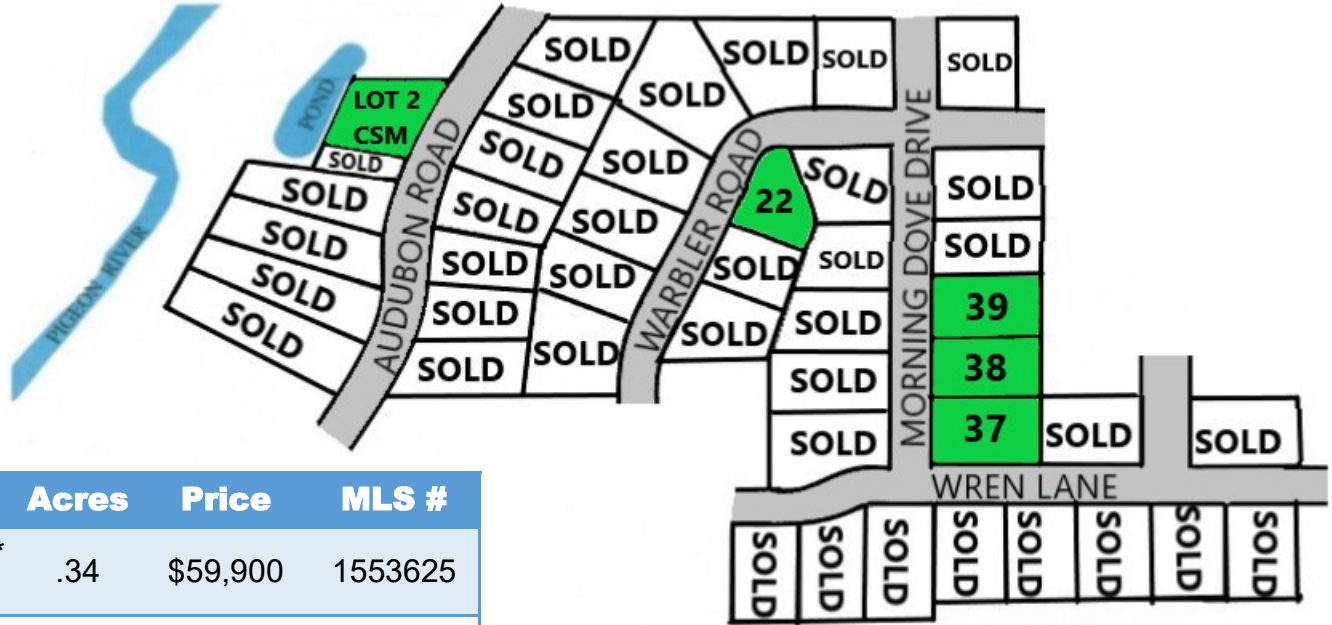 SOLD
SOLD
SOLD
SOLD
POND
LOT 2
CSM
SOLD
SOLD
SOLD
SOLD
SOLD
SOLD
PIGEON RIVER
AUDUBON ROAD
SOLD
SOLD
SOLD
SOLD
SOLD
SOLD
SOLD
SOLD
SOLD
SOLD
SOLD
WARBLER ROAD
22
SOLD
SOLD
SOLD
SOLD
SOLD
SOLD
SOLD
MORNING DOVE DRIVE
SOLD
SOLD
SOLD
39
38
37
SOLD
SOLD
WREN LANE
SOLD
SOLD
SOLD
SOLD
SOLD
SOLD
SOLD
SOLD
Acres Price MLS #
* .34 $59,900 1553625